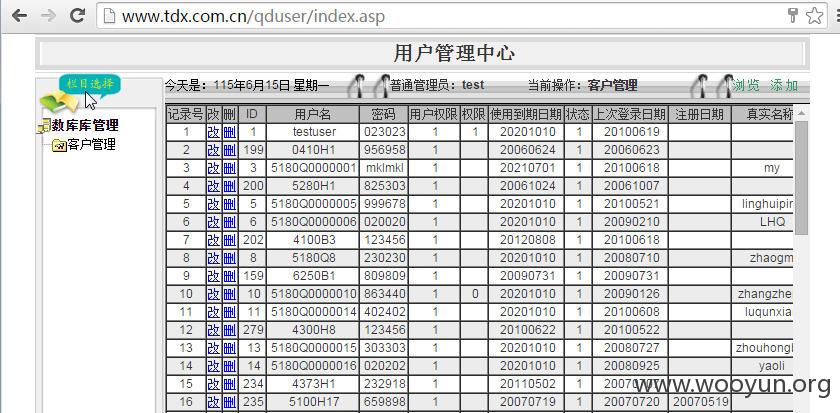 www.tdx.com.cn/qduser/index.asp
用户管理中心
栏目选择
今天是：115年6月15日 星期一 普通管理员：test 当前操作：客户管理 浏览 添加
数库库管理
客户管理
记录号 改 删 ID 用户名 密码 用户权限 权限 使用到期日期 状态 上次登录日期 注册日期 真实名称
1 改 删 1 testuser 023023 1 1 20201010 1 20100619
2 改 删 199 0410H1 956958 1 20060624 1 20060623
3 改 删 3 5180Q0000001 mklmkl 1 20210701 1 20100618 my
4 改 删 200 5280H1 825303 1 20061024 1 20061007
5 改 删 5 5180Q0000005 999678 1 20201010 1 20100521 linghuipin
6 改 删 6 5180Q0000006 020020 1 20201010 1 20090210 LHQ
7 改 删 202 4100B3 123456 1 20120808 1 20100618
8 改 删 8 5180Q8 230230 1 20201010 1 20080710 zhaogm
9 改 删 159 6250B1 809809 1 20090731 1 20090731
10 改 删 10 5180Q0000010 863440 1 0 20201010 1 20090126 zhangzhe
11 改 删 11 5180Q0000014 402402 1 20201010 1 20100608 luqunxia
12 改 删 279 4300H8 123456 1 20100622 1 20100522
13 改 删 13 5180Q0000015 303303 1 20201010 1 20080727 zhouhong
14 改 删 14 5180Q0000016 020202 1 20201010 1 20080925 yaoli
15 改 删 234 4373H1 232918 1 20110502 1
16 改 删 235 5100H17 659898 1 20070719 1 20070720 20070519
www.wooyun.org